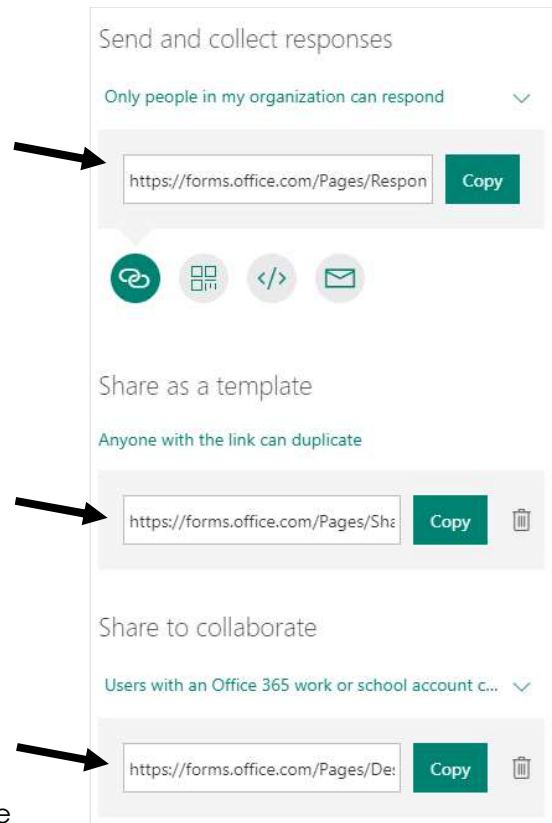 Send and collect responses
Only people in my organization can respond
https://forms.office.com/Pages/Respon Copy
</>
Share as a template
Anyone with the link can duplicate
https://forms.office.com/Pages/Sha Copy
Share to collaborate
Users with an Office 365 work or school account c...
https://forms.office.com/Pages/Des Copy
e